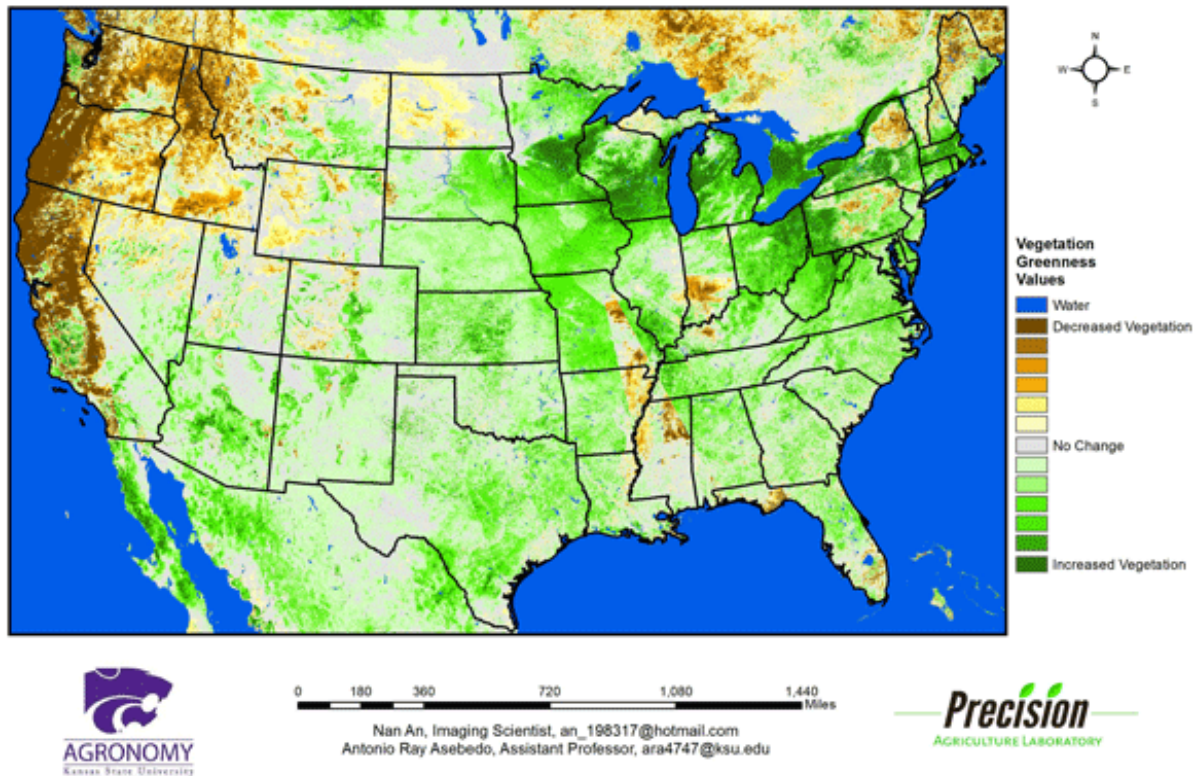 N
W E
S
Vegetation
Greenness
Values
Water
Decreased Vegetation
No Change
Increased Vegetation
0 180 360 720 1,080 1,440
Miles
Nan An, Imaging Scientist, an_198317@hotmail.com
Antonio Ray Asebedo, Assistant Professor, ara4747@ksu.edu
AGRONOMY
Kansas State University
Precision
AGRICULTURE LABORATORY